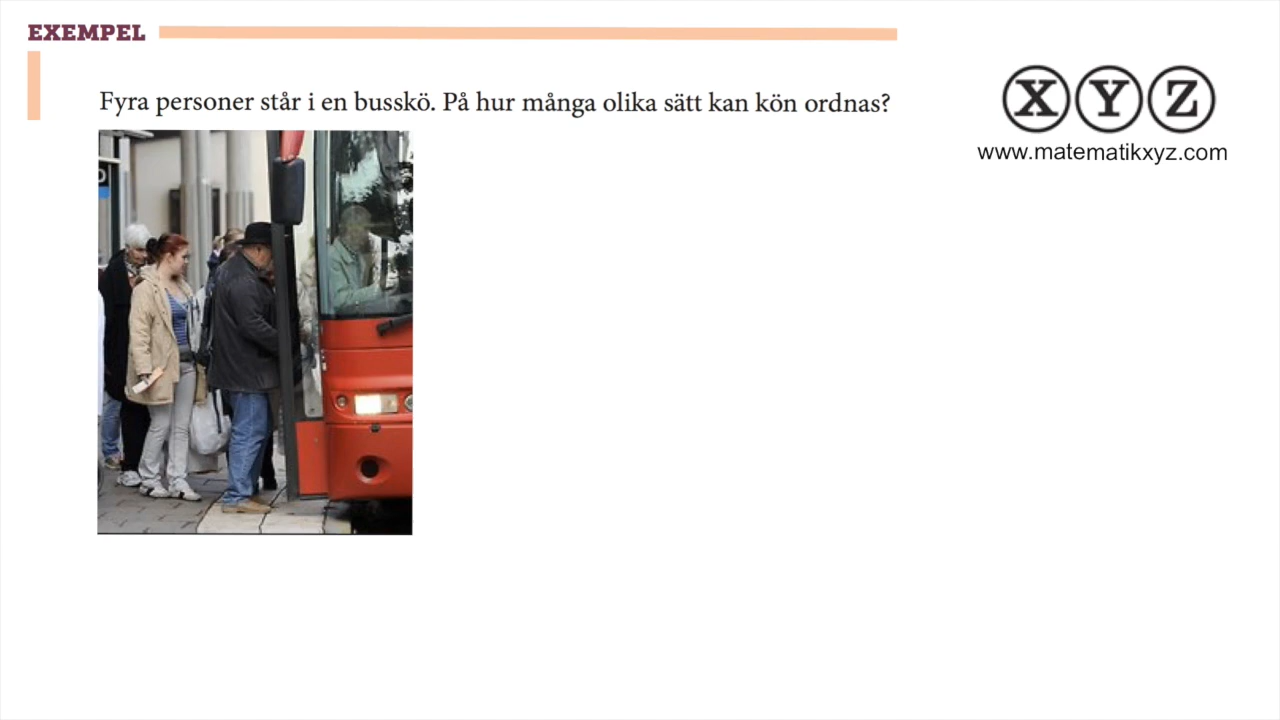 EXEMPEL
Fyra personer står i en busskö. På hur många olika sätt kan kön ordnas?
X Y Z
www.matematikxyz.com